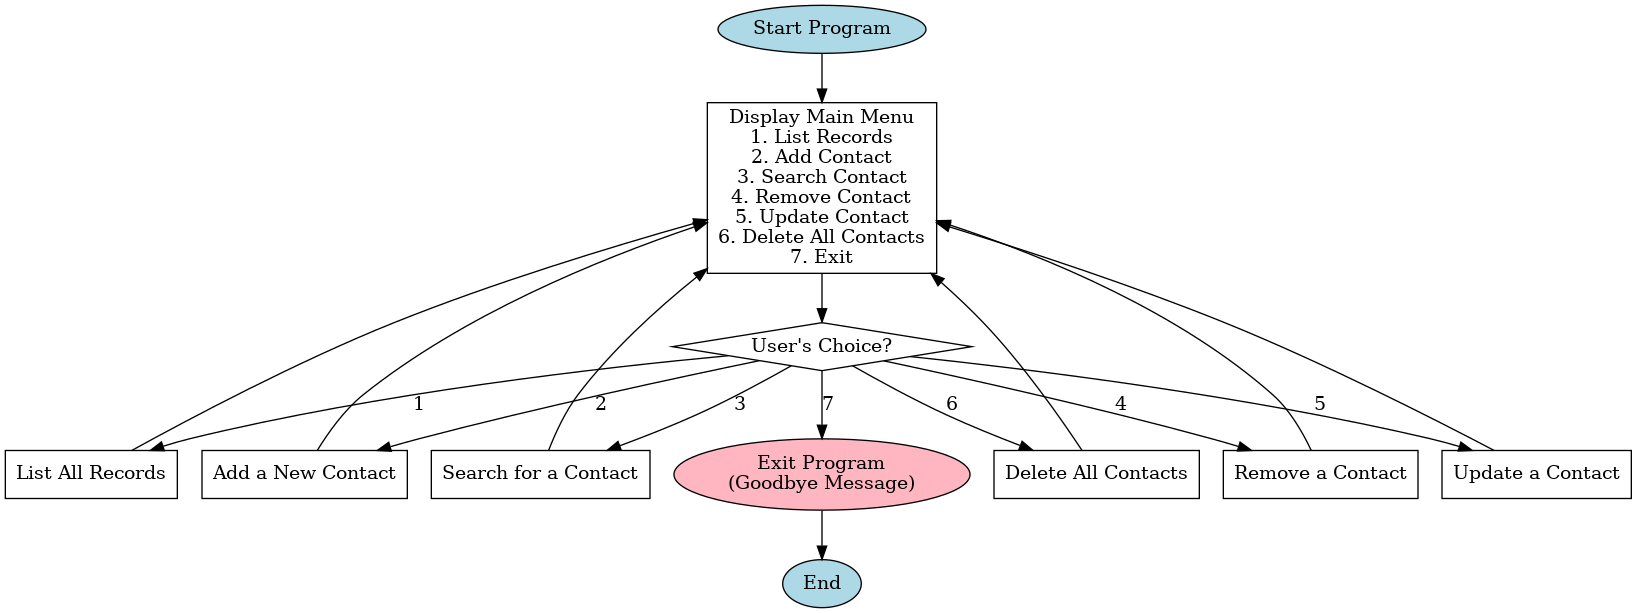 Start Program
Display Main Menu
1. List Records
2. Add Contact
3. Search Contact
4. Remove Contact
5. Update Contact
6. Delete All Contacts
7. Exit
User's Choice?
1
2
3
7
6
4
5
List All Records
Add a New Contact
Search for a Contact
Exit Program
(Goodbye Message)
Delete All Contacts
Remove a Contact
Update a Contact
End